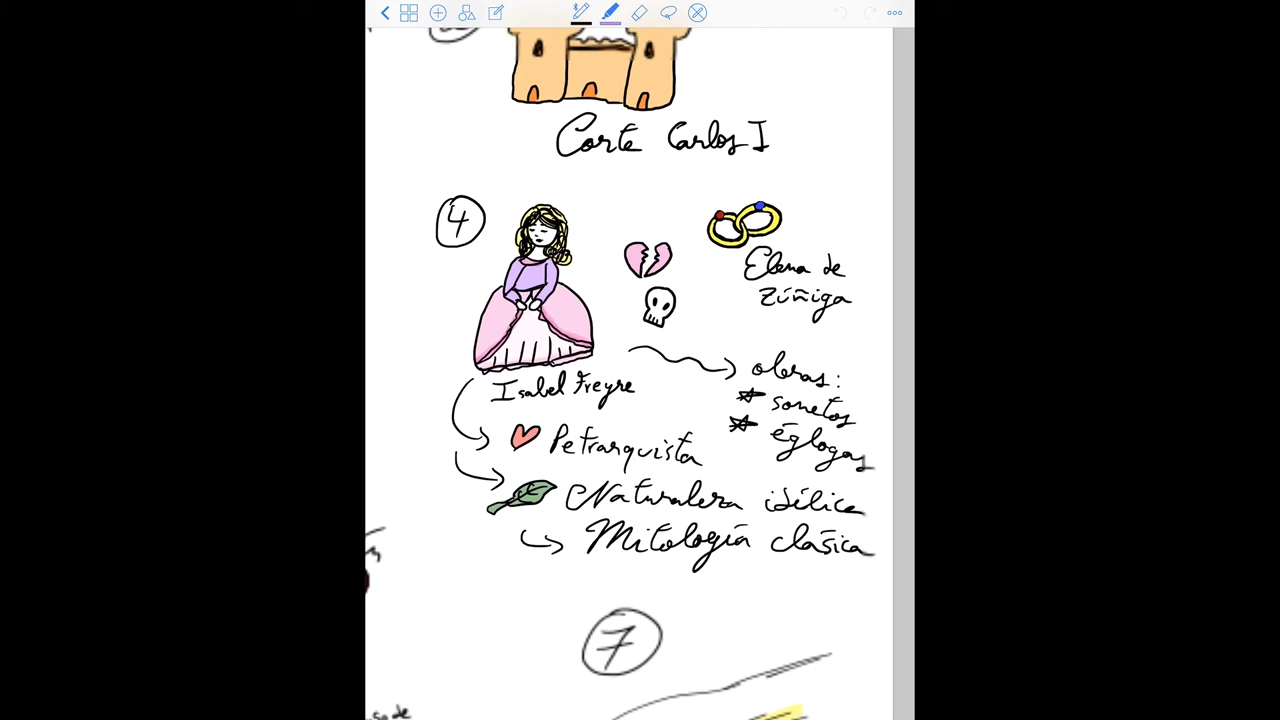 Corte Carlos I
4
Elena de
Zúñiga
Isabel Freyre
obras:
* sonetos
* églogas
Petrarquista
Naturaleza idílica
Mitología clásica
7